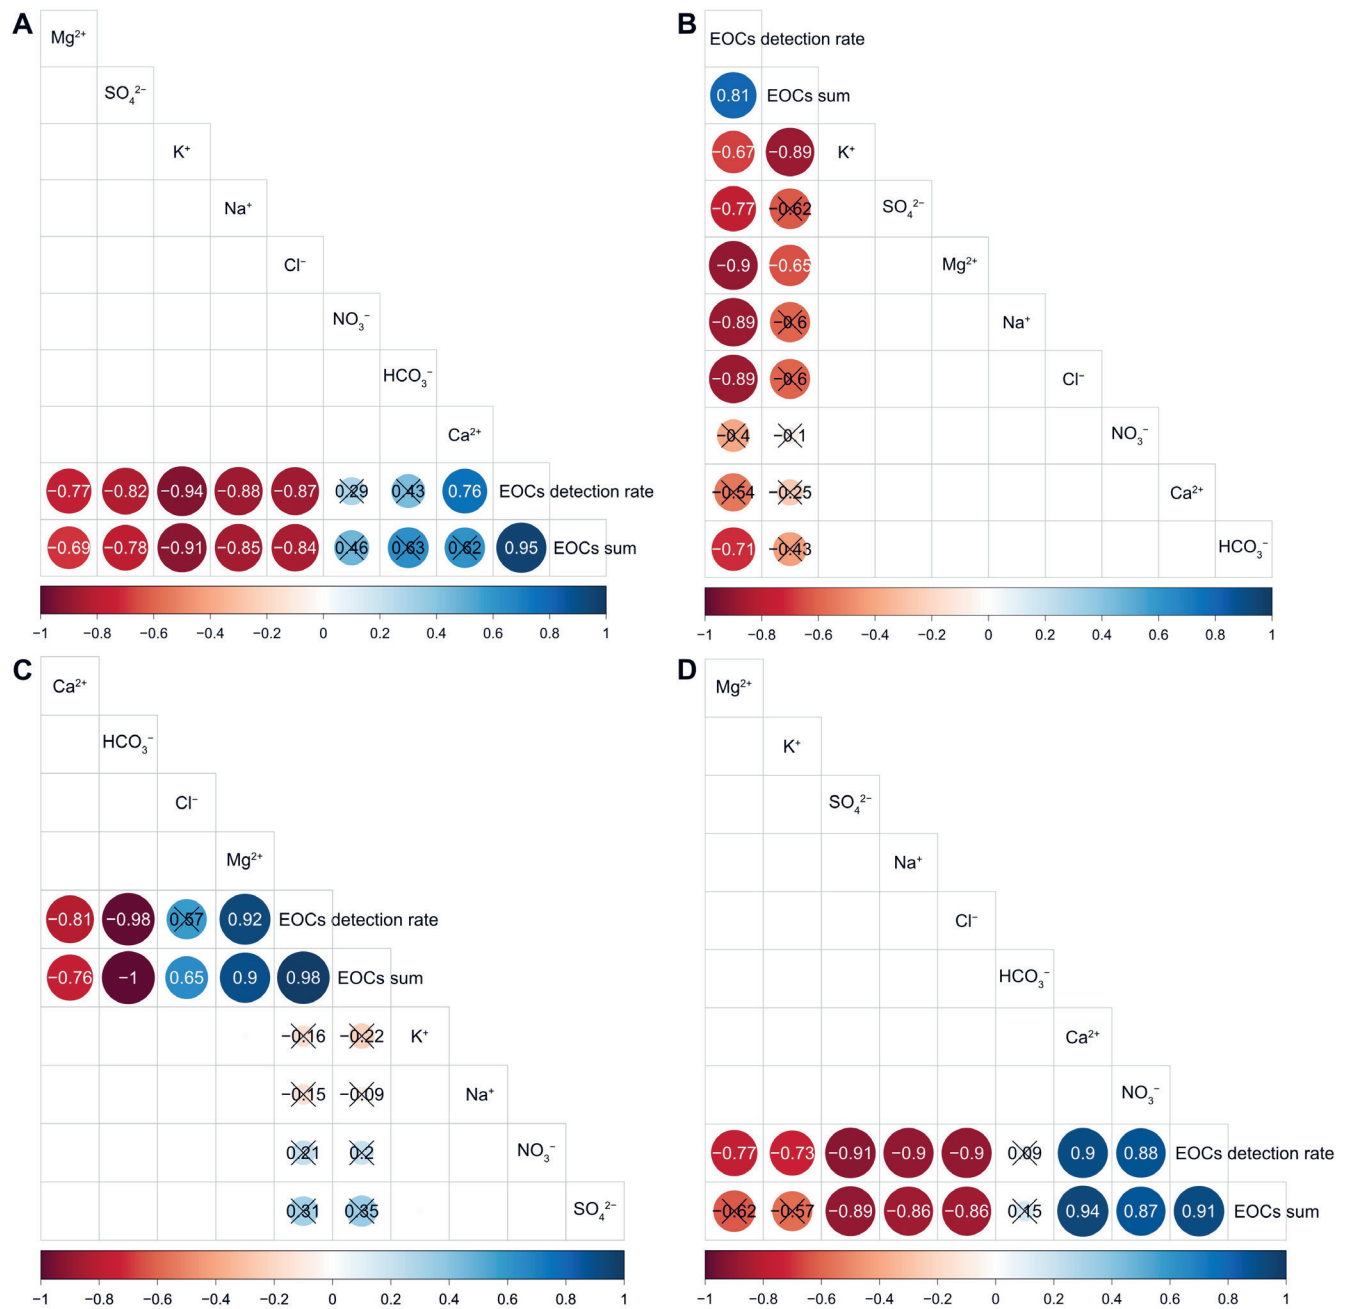 A
Mg²⁺
SO₄²⁻
K⁺
Na⁺
Cl⁻
NO₃⁻
HCO₃⁻
Ca²⁺
−0.77 −0.82 −0.94 −0.88 −0.87 0.29 0.43 0.76 EOCs detection rate
−0.69 −0.78 −0.91 −0.85 −0.84 0.46 0.63 0.62 0.95 EOCs sum
−1 −0.8 −0.6 −0.4 −0.2 0 0.2 0.4 0.6 0.8 1
B
EOCs detection rate
0.81 EOCs sum
−0.67 −0.89 K⁺
−0.77 −0.62 SO₄²⁻
−0.9 −0.65 Mg²⁺
−0.89 −0.6 Na⁺
−0.89 −0.6 Cl⁻
−0.4 −0.1 NO₃⁻
−0.54 −0.25 Ca²⁺
−0.71 −0.43 HCO₃⁻
−1 −0.8 −0.6 −0.4 −0.2 0 0.2 0.4 0.6 0.8 1
C
Ca²⁺
HCO₃⁻
Cl⁻
Mg²⁺
−0.81 −0.98 0.57 0.92 EOCs detection rate
−0.76 −1 0.65 0.9 0.98 EOCs sum
−0.16 −0.22 K⁺
−0.15 −0.09 Na⁺
0.21 0.2 NO₃⁻
0.31 0.35 SO₄²⁻
−1 −0.8 −0.6 −0.4 −0.2 0 0.2 0.4 0.6 0.8 1
D
Mg²⁺
K⁺
SO₄²⁻
Na⁺
Cl⁻
HCO₃⁻
Ca²⁺
NO₃⁻
−0.77 −0.73 −0.91 −0.9 −0.9 0.09 0.9 0.88 EOCs detection rate
−0.62 −0.57 −0.89 −0.86 −0.86 0.15 0.94 0.87 0.91 EOCs sum
−1 −0.8 −0.6 −0.4 −0.2 0 0.2 0.4 0.6 0.8 1